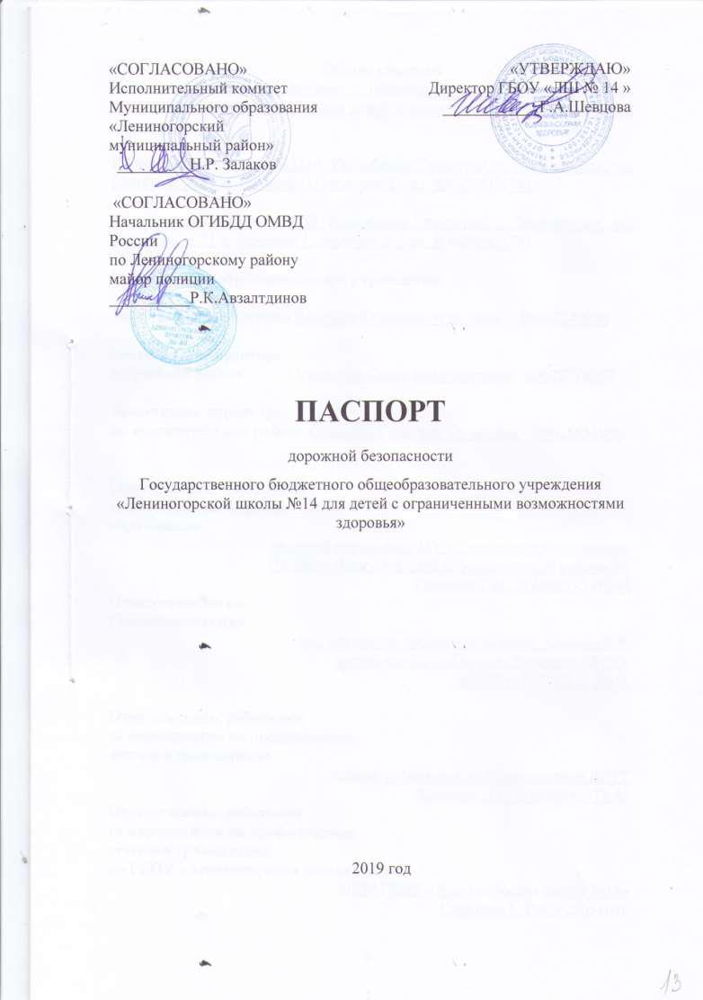 «СОГЛАСОВАНО»
Исполнительный комитет
Муниципального образования
«Лениногорский
муниципальный район»
__________Н.Р. Залаков
«СОГЛАСОВАНО»
Начальник ОГИБДД ОМВД
России
по Лениногорскому району
майор полиции
__________Р.К.Авзалтдинов
«УТВЕРЖДАЮ»
Директор ГБОУ «ЛШ № 14 »
____________Г.А.Шевцова
ПАСПОРТ
дорожной безопасности
Государственного бюджетного общеобразовательного учреждения
«Лениногорской школы №14 для детей с ограниченными возможностями
здоровья»
2019 год
13